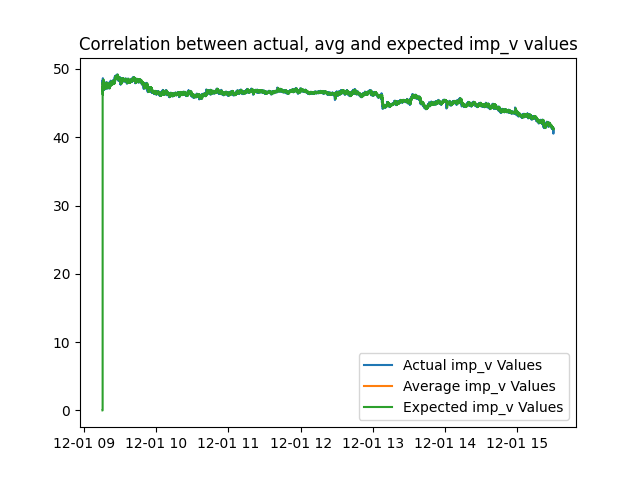 Correlation between actual, avg and expected imp_v values
50
40
30
20
10
0
12-01 09 12-01 10 12-01 11 12-01 12 12-01 13 12-01 14 12-01 15
Actual imp_v Values
Average imp_v Values
Expected imp_v Values